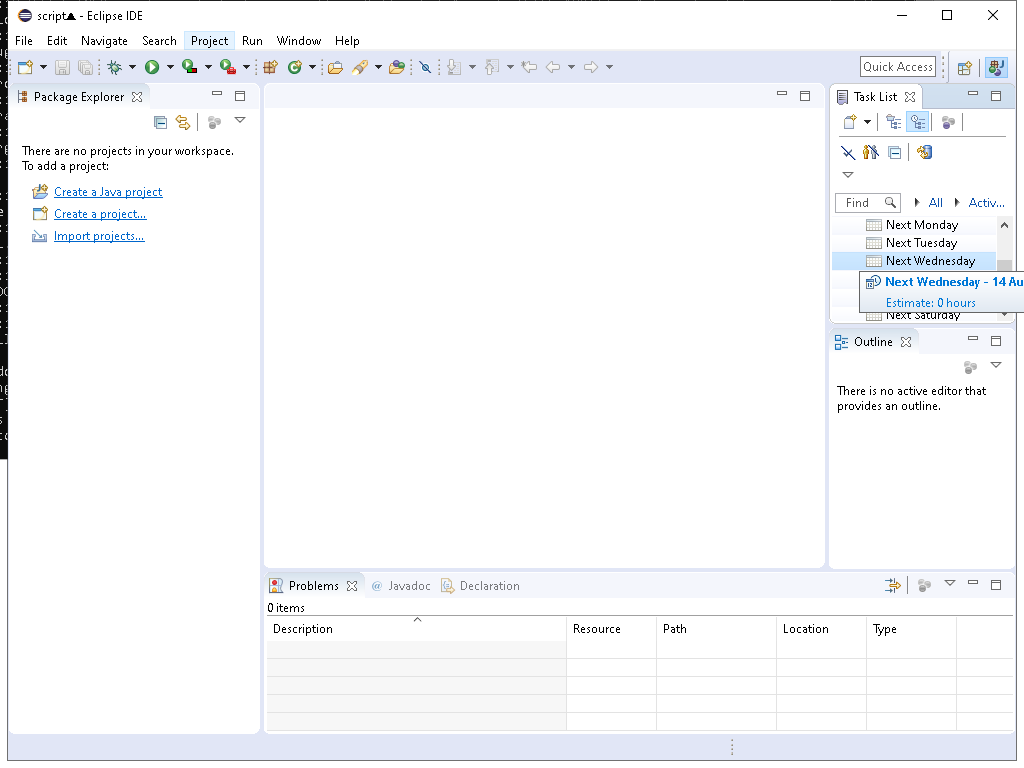 script▲ - Eclipse IDE
File Edit Navigate Search Project Run Window Help
Quick Access
Package Explorer
There are no projects in your workspace.
To add a project:
Create a Java project
Create a project...
Import projects...
Task List
Find All Activ...
Next Monday
Next Tuesday
Next Wednesday
Next Wednesday - 14 Au
Estimate: 0 hours
Next Saturday
Outline
There is no active editor that
provides an outline.
Problems @ Javadoc Declaration
0 items
Description Resource Path Location Type